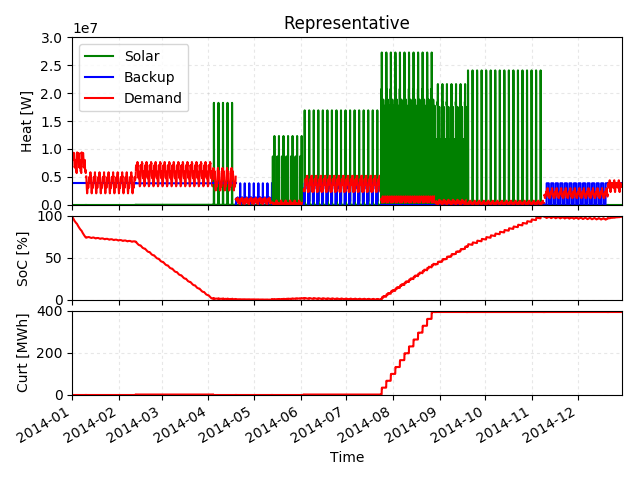 Representative
1e7
3.0
2.5
2.0
1.5
1.0
0.5
0.0
Heat [W]
Solar
Backup
Demand
100
50
0
SoC [%]
400
200
0
Curt [MWh]
2014-01
2014-02
2014-03
2014-04
2014-05
2014-06
2014-07
2014-08
2014-09
2014-10
2014-11
2014-12
Time